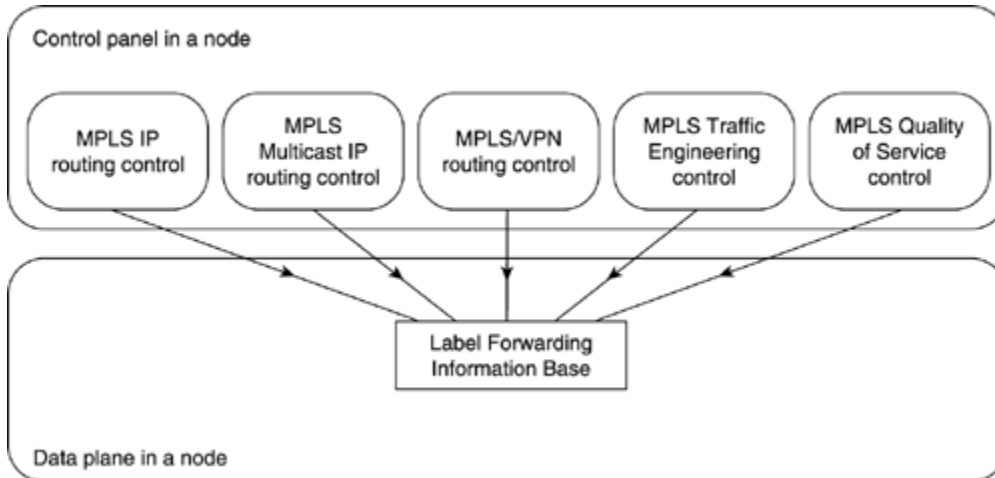 Control panel in a node
MPLS IP
routing control
MPLS
Multicast IP
routing control
MPLS/VPN
routing control
MPLS Traffic
Engineering
control
MPLS Quality
of Service
control
Label Forwarding
Information Base
Data plane in a node